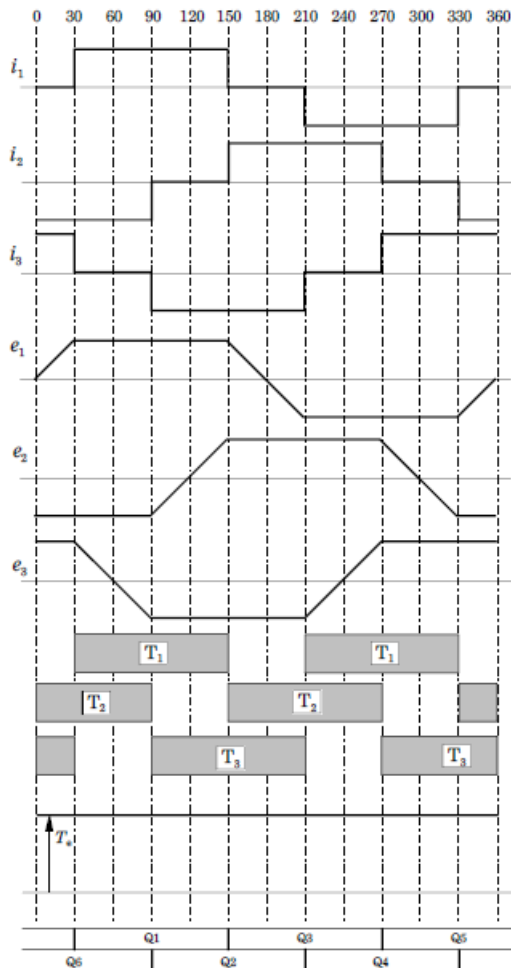 0 30 60 90 120 150 180 210 240 270 300 330 360
i₁
i₂
i₃
e₁
e₂
e₃
T₁ T₁
T₂ T₂
T₃ T₃
Tₑ
Q1 Q3 Q5
Q6 Q2 Q4